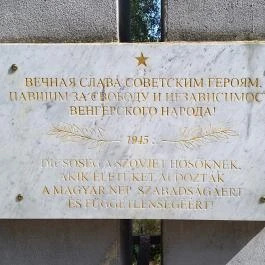 ВЕЧНАЯ СЛАВА СОВЕТСКИМ ГЕРОЯМ,
ПАВШИМ ЗА СВОБОДУ И НЕЗАВИСИМОСТЬ
ВЕНГЕРСКОГО НАРОДА!
1945.
DICSŐSÉG A SZOVJET HŐSÖKNEK,
AKIK ÉLETÜKET ÁLDOZTÁK
A MAGYAR NÉP SZABADSÁGÁÉRT
ÉS FÜGGETLENSÉGÉÉRT!